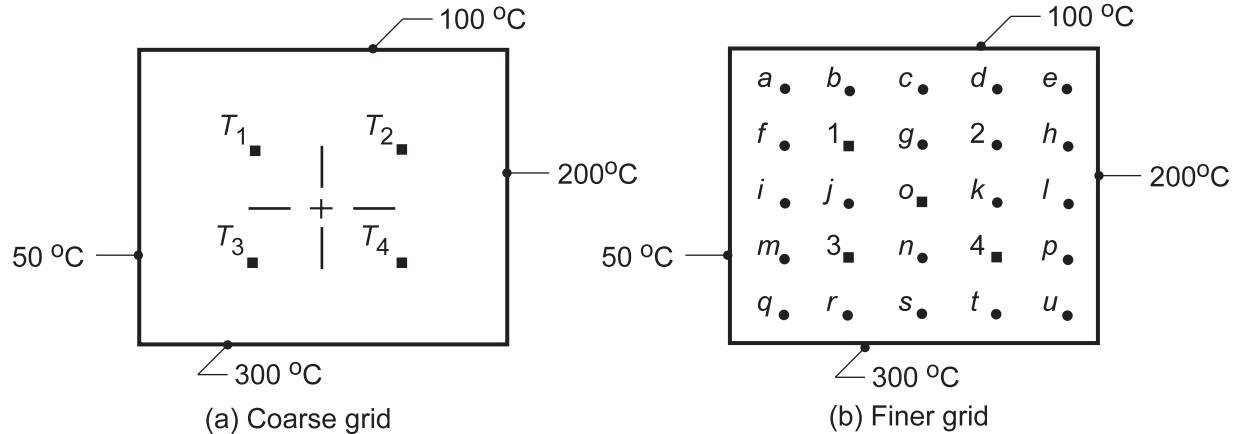 100 °C
T1 T2
200°C
T3 T4
50 °C
300 °C
(a) Coarse grid
100 °C
a b c d e
f 1 g 2 h
200°C
i j o k l
50 °C
m 3 n 4 p
q r s t u
300 °C
(b) Finer grid